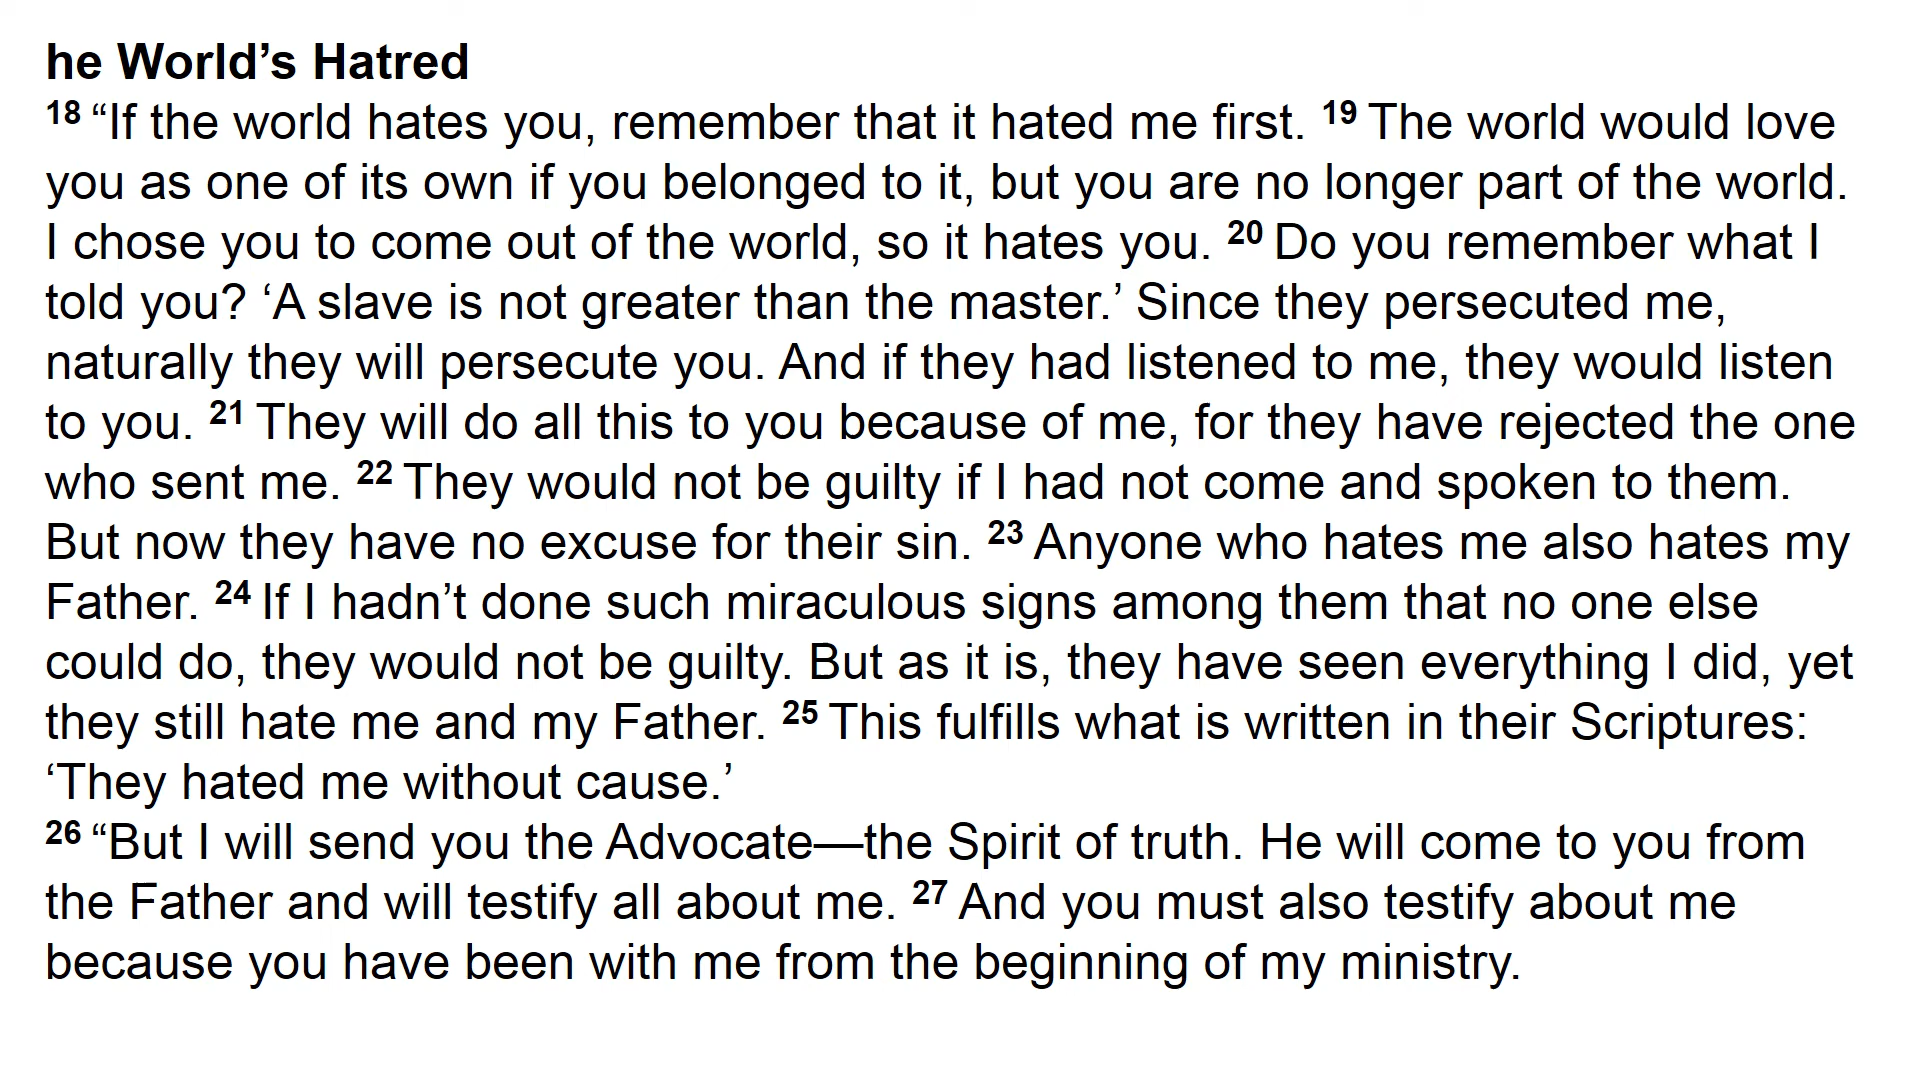 he World’s Hatred
18 “If the world hates you, remember that it hated me first. 19 The world would love
you as one of its own if you belonged to it, but you are no longer part of the world.
I chose you to come out of the world, so it hates you. 20 Do you remember what I
told you? ‘A slave is not greater than the master.’ Since they persecuted me,
naturally they will persecute you. And if they had listened to me, they would listen
to you. 21 They will do all this to you because of me, for they have rejected the one
who sent me. 22 They would not be guilty if I had not come and spoken to them.
But now they have no excuse for their sin. 23 Anyone who hates me also hates my
Father. 24 If I hadn’t done such miraculous signs among them that no one else
could do, they would not be guilty. But as it is, they have seen everything I did, yet
they still hate me and my Father. 25 This fulfills what is written in their Scriptures:
‘They hated me without cause.’
26 “But I will send you the Advocate—the Spirit of truth. He will come to you from
the Father and will testify all about me. 27 And you must also testify about me
because you have been with me from the beginning of my ministry.